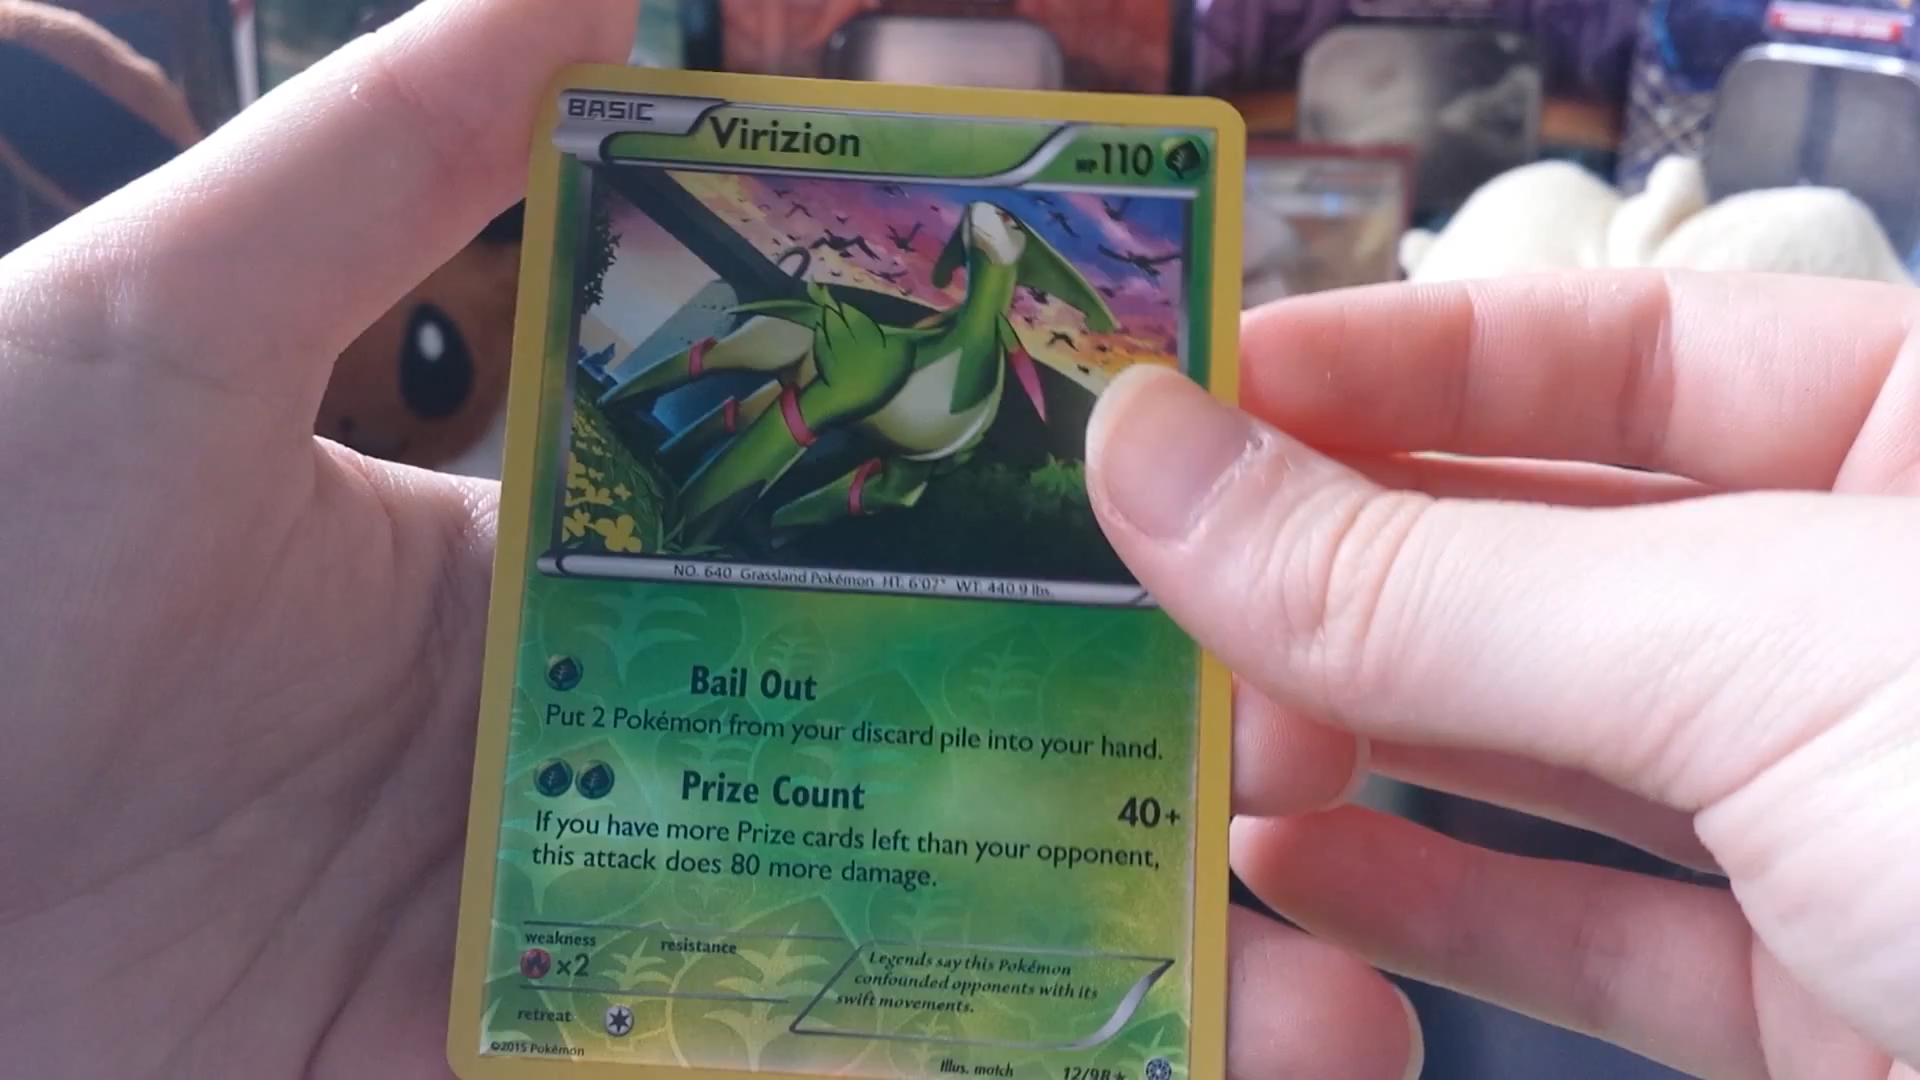 BASIC
Virizion
HP 110
NO. 640 Grassland Pokémon HT: 6'07" WT: 440.9 lbs.
Bail Out
Put 2 Pokémon from your discard pile into your hand.
Prize Count 40+
If you have more Prize cards left than your opponent,
this attack does 80 more damage.
weakness
×2
resistance
retreat
Legends say this Pokémon
confounded opponents with its
swift movements.
©2015 Pokémon
Illus. match
12/98 ★